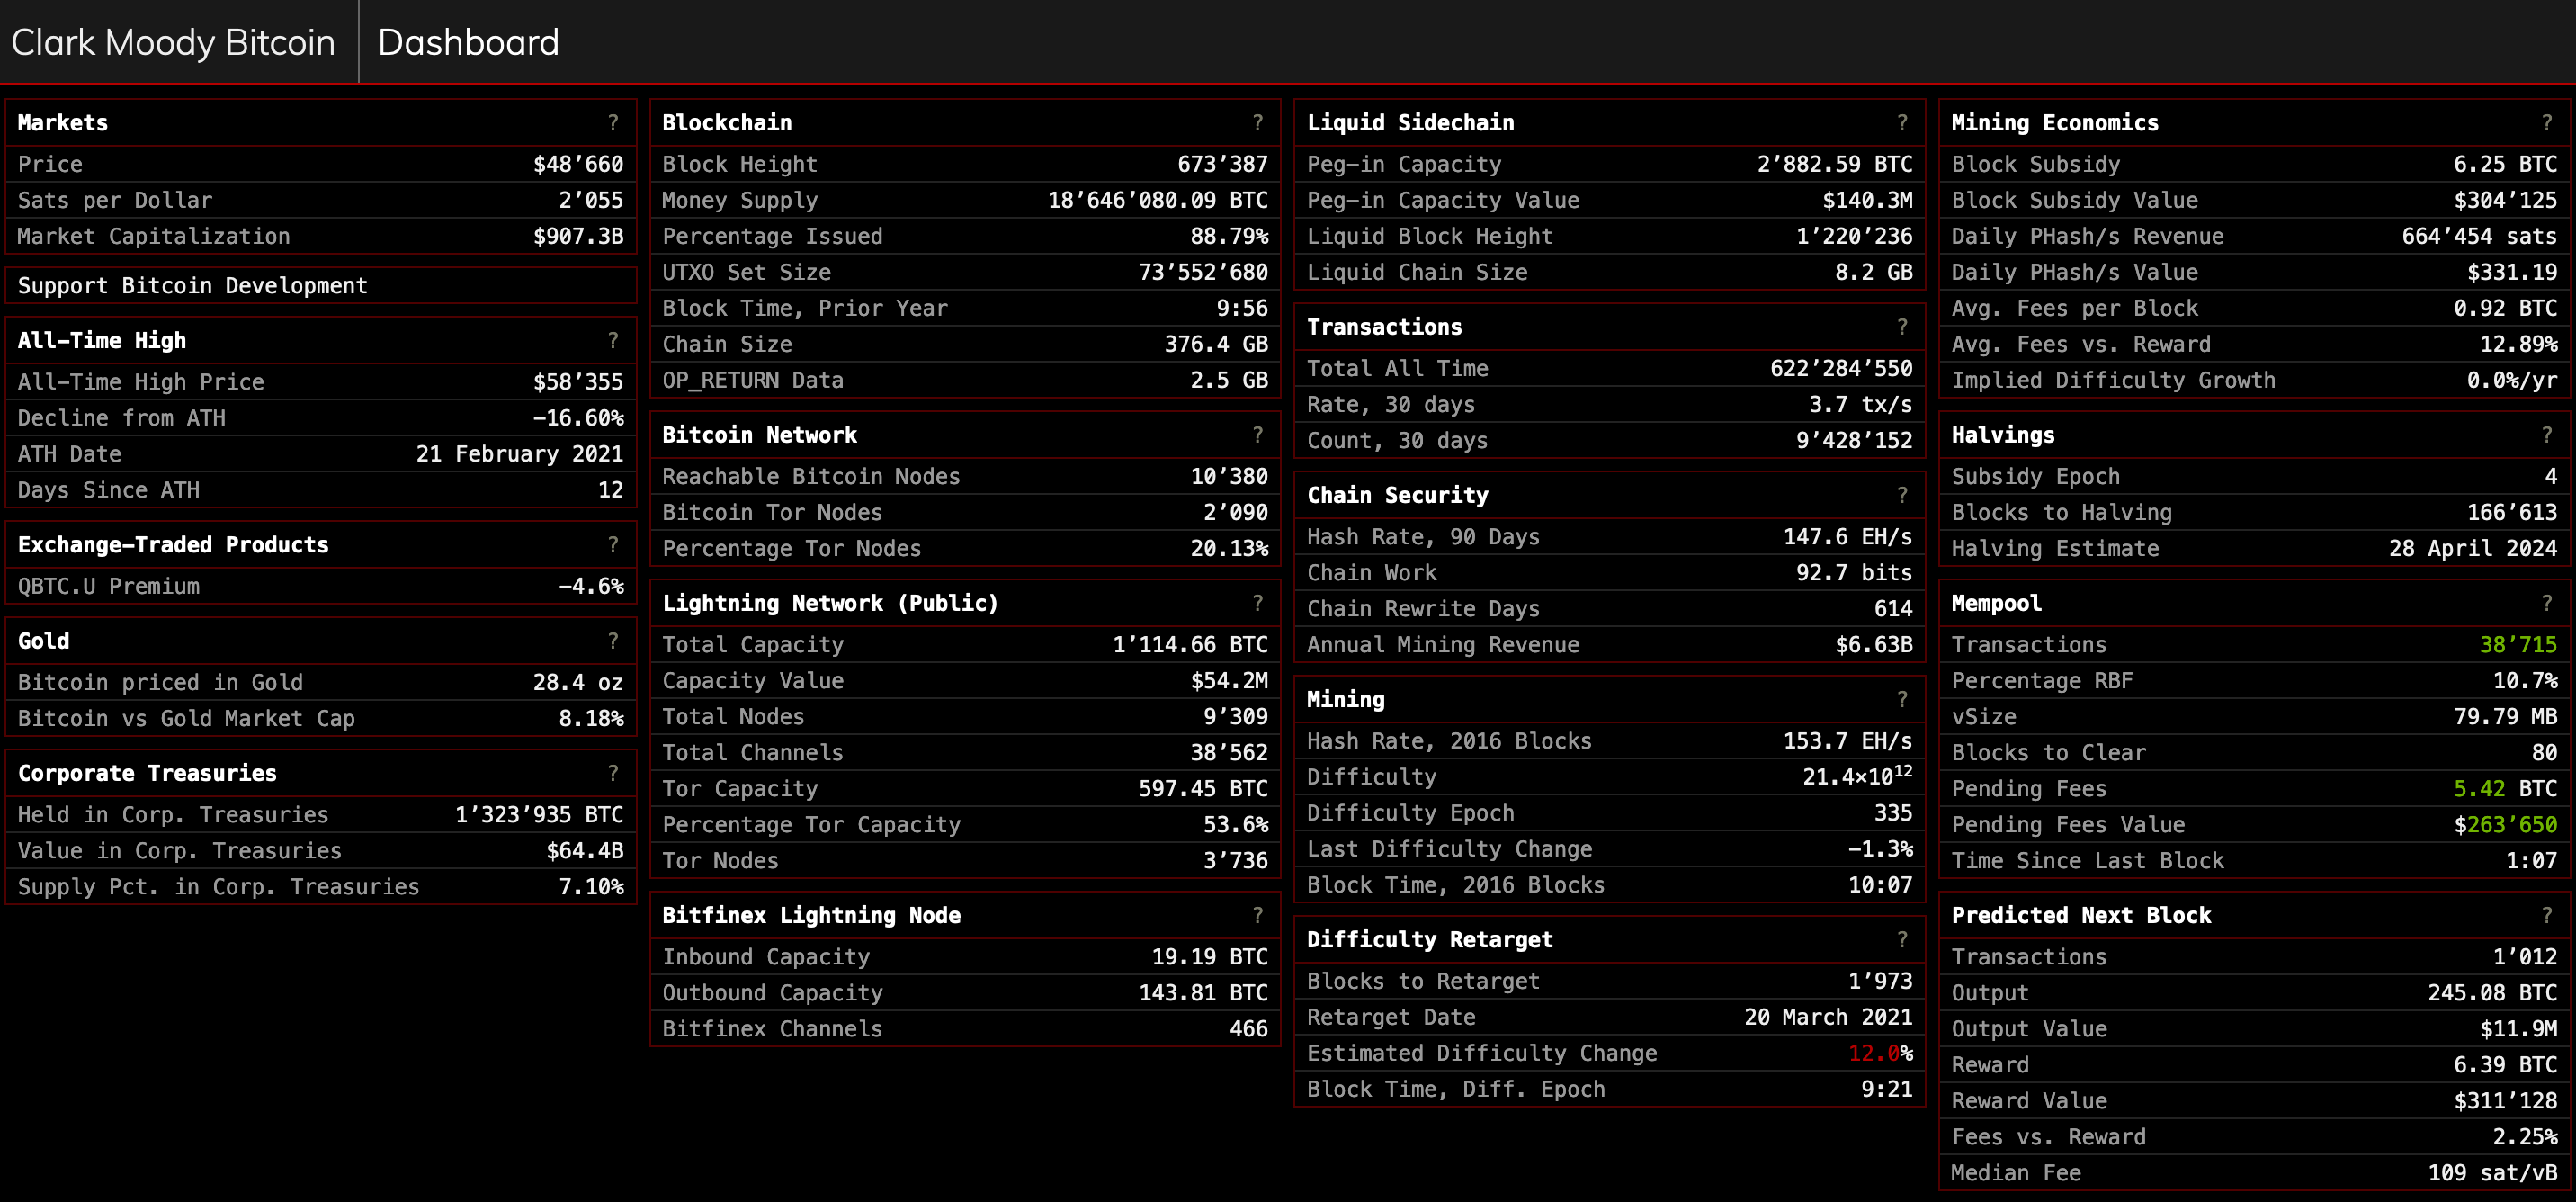 Clark Moody Bitcoin Dashboard
Markets ?
Price $48’660
Sats per Dollar 2’055
Market Capitalization $907.3B
Support Bitcoin Development
All-Time High ?
All-Time High Price $58’355
Decline from ATH −16.60%
ATH Date 21 February 2021
Days Since ATH 12
Exchange-Traded Products ?
QBTC.U Premium −4.6%
Gold ?
Bitcoin priced in Gold 28.4 oz
Bitcoin vs Gold Market Cap 8.18%
Corporate Treasuries ?
Held in Corp. Treasuries 1’323’935 BTC
Value in Corp. Treasuries $64.4B
Supply Pct. in Corp. Treasuries 7.10%
Blockchain ?
Block Height 673’387
Money Supply 18’646’080.09 BTC
Percentage Issued 88.79%
UTXO Set Size 73’552’680
Block Time, Prior Year 9:56
Chain Size 376.4 GB
OP_RETURN Data 2.5 GB
Bitcoin Network ?
Reachable Bitcoin Nodes 10’380
Bitcoin Tor Nodes 2’090
Percentage Tor Nodes 20.13%
Lightning Network (Public) ?
Total Capacity 1’114.66 BTC
Capacity Value $54.2M
Total Nodes 9’309
Total Channels 38’562
Tor Capacity 597.45 BTC
Percentage Tor Capacity 53.6%
Tor Nodes 3’736
Bitfinex Lightning Node ?
Inbound Capacity 19.19 BTC
Outbound Capacity 143.81 BTC
Bitfinex Channels 466
Liquid Sidechain ?
Peg-in Capacity 2’882.59 BTC
Peg-in Capacity Value $140.3M
Liquid Block Height 1’220’236
Liquid Chain Size 8.2 GB
Transactions ?
Total All Time 622’284’550
Rate, 30 days 3.7 tx/s
Count, 30 days 9’428’152
Chain Security ?
Hash Rate, 90 Days 147.6 EH/s
Chain Work 92.7 bits
Chain Rewrite Days 614
Annual Mining Revenue $6.63B
Mining ?
Hash Rate, 2016 Blocks 153.7 EH/s
Difficulty 21.4×10¹²
Difficulty Epoch 335
Last Difficulty Change −1.3%
Block Time, 2016 Blocks 10:07
Difficulty Retarget ?
Blocks to Retarget 1’973
Retarget Date 20 March 2021
Estimated Difficulty Change 12.0%
Block Time, Diff. Epoch 9:21
Mining Economics ?
Block Subsidy 6.25 BTC
Block Subsidy Value $304’125
Daily PHash/s Revenue 664’454 sats
Daily PHash/s Value $331.19
Avg. Fees per Block 0.92 BTC
Avg. Fees vs. Reward 12.89%
Implied Difficulty Growth 0.0%/yr
Halvings ?
Subsidy Epoch 4
Blocks to Halving 166’613
Halving Estimate 28 April 2024
Mempool ?
Transactions 38’715
Percentage RBF 10.7%
vSize 79.79 MB
Blocks to Clear 80
Pending Fees 5.42 BTC
Pending Fees Value $263’650
Time Since Last Block 1:07
Predicted Next Block ?
Transactions 1’012
Output 245.08 BTC
Output Value $11.9M
Reward 6.39 BTC
Reward Value $311’128
Fees vs. Reward 2.25%
Median Fee 109 sat/vB